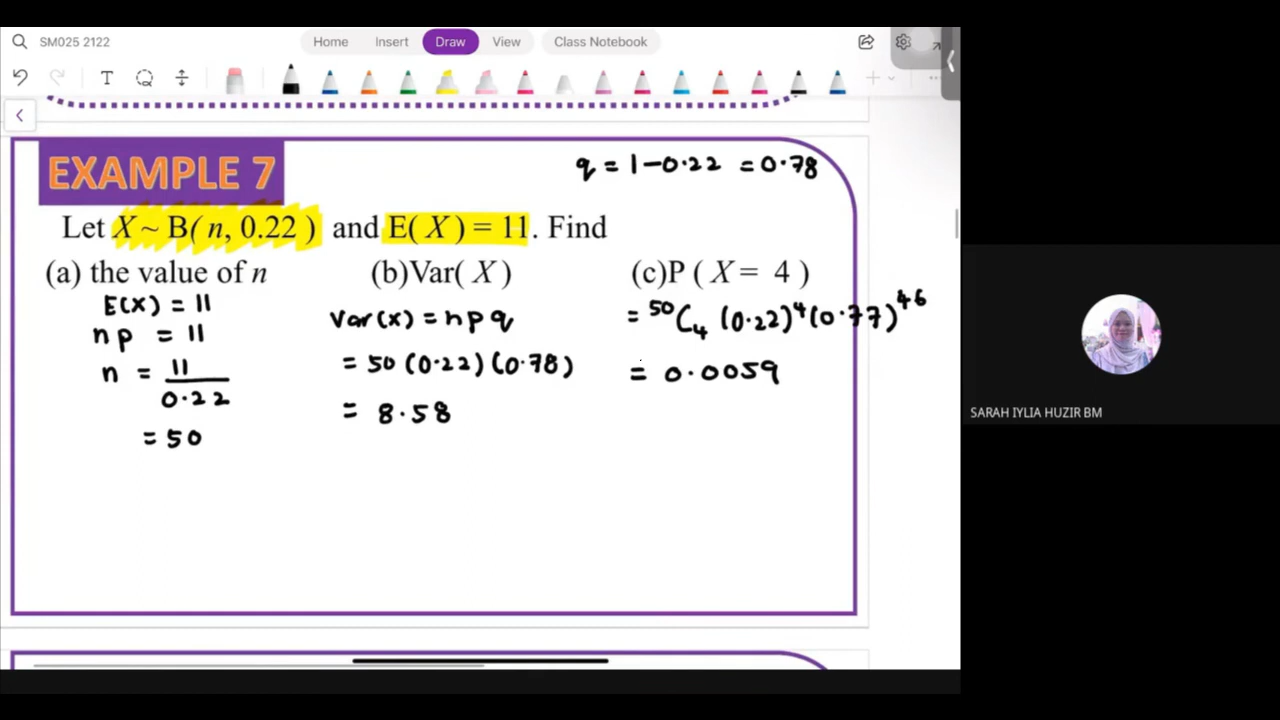 SM025 2122
Home Insert Draw View Class Notebook
T
EXAMPLE 7
q = 1-0.22 = 0.78
Let X ~ B( n, 0.22 ) and E( X ) = 11. Find
(a) the value of n
E(X) = 11
np = 11
n = 11/0.22
= 50
(b)Var( X )
Var(x) = npq
= 50 (0.22)(0.78)
= 8.58
(c)P ( X = 4 )
= ⁵⁰C₄ (0.22)⁴(0.77)⁴⁶
= 0.0059
SARAH IYLIA HUZIR BM